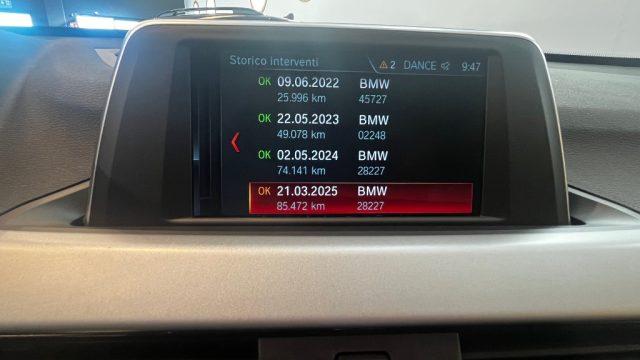 Storico interventi ⚠ 2 DANCE 9:47
OK 09.06.2022 BMW
25.996 km 45727
OK 22.05.2023 BMW
49.078 km 02248
OK 02.05.2024 BMW
74.141 km 28227
OK 21.03.2025 BMW
85.472 km 28227